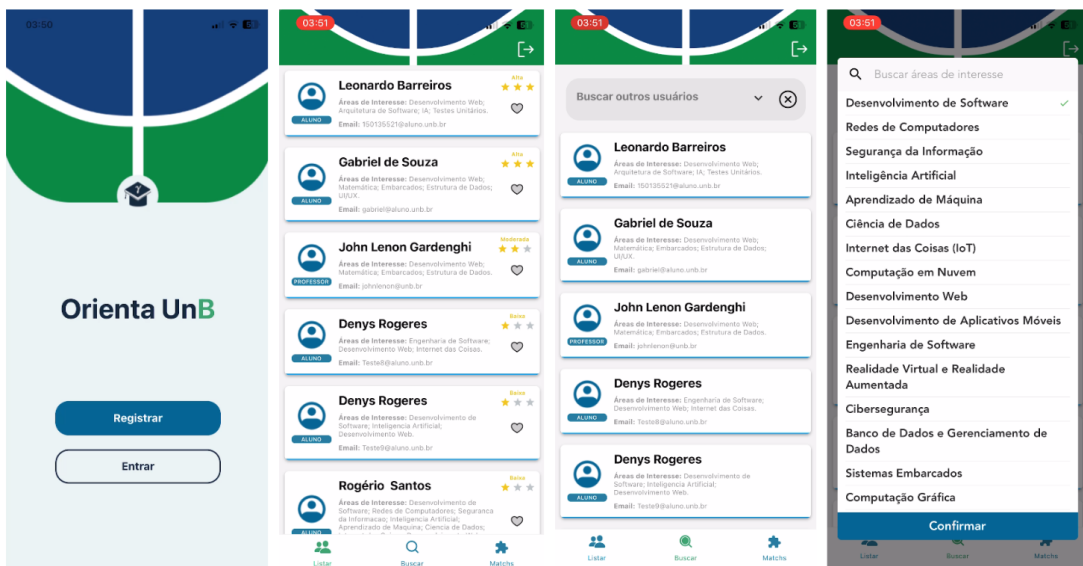 03:50
Orienta UnB
Registrar
Entrar
03:51
Leonardo Barreiros
Alta
Áreas de Interesse: Desenvolvimento Web;
Arquitetura de Software; IA; Testes Unitários.
ALUNO
Email: 150135521@aluno.unb.br
Gabriel de Souza
Alta
Áreas de Interesse: Desenvolvimento Web;
Matemática; Embarcados; Estrutura de Dados;
UI/UX.
ALUNO
Email: gabriel@aluno.unb.br
John Lenon Gardenghi
Moderada
Áreas de Interesse: Desenvolvimento Web;
Matemática; Embarcados; Estrutura de Dados.
PROFESSOR
Email: johnlenon@unb.br
Denys Rogeres
Baixa
Áreas de Interesse: Engenharia de Software;
Desenvolvimento Web; Internet das Coisas.
ALUNO
Email: Teste8@aluno.unb.br
Denys Rogeres
Baixa
Áreas de Interesse: Desenvolvimento de
Software; Inteligencia Artificial;
Desenvolvimento Web.
ALUNO
Email: Teste9@aluno.unb.br
Rogério Santos
Baixa
Áreas de Interesse: Desenvolvimento de
Software; Redes de Computadores; Seguranca
da Informacao; Inteligencia Artificial;
Aprendizado de Maquina; Ciencia de Dados;
ALUNO
Listar
Buscar
Matchs
03:51
Buscar outros usuários
Leonardo Barreiros
Áreas de Interesse: Desenvolvimento Web;
Arquitetura de Software; IA; Testes Unitários.
ALUNO
Email: 150135521@aluno.unb.br
Gabriel de Souza
Áreas de Interesse: Desenvolvimento Web;
Matemática; Embarcados; Estrutura de Dados;
UI/UX.
ALUNO
Email: gabriel@aluno.unb.br
John Lenon Gardenghi
Áreas de Interesse: Desenvolvimento Web;
Matemática; Embarcados; Estrutura de Dados.
PROFESSOR
Email: johnlenon@unb.br
Denys Rogeres
Áreas de Interesse: Engenharia de Software;
Desenvolvimento Web; Internet das Coisas.
ALUNO
Email: Teste8@aluno.unb.br
Denys Rogeres
Áreas de Interesse: Desenvolvimento de
Software; Inteligencia Artificial;
Desenvolvimento Web.
ALUNO
Email: Teste9@aluno.unb.br
Listar
Buscar
Matchs
03:51
Buscar áreas de interesse
Desenvolvimento de Software
Redes de Computadores
Segurança da Informação
Inteligência Artificial
Aprendizado de Máquina
Ciência de Dados
Internet das Coisas (IoT)
Computação em Nuvem
Desenvolvimento Web
Desenvolvimento de Aplicativos Móveis
Engenharia de Software
Realidade Virtual e Realidade
Aumentada
Cibersegurança
Banco de Dados e Gerenciamento de
Dados
Sistemas Embarcados
Computação Gráfica
Confirmar
Listar
Buscar
Matchs